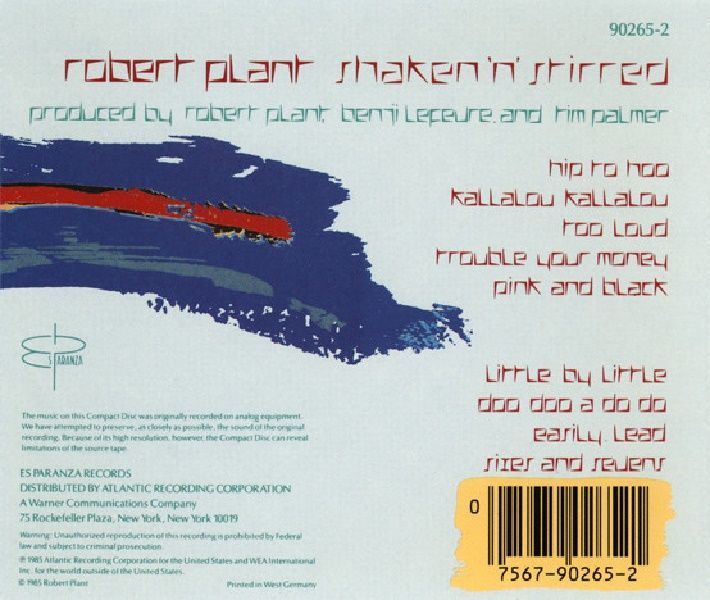 90265-2
robert plant shaken 'n' stirred
produced by robert plant, benji lefevre, and tim palmer
hip to hoo
kallalou kallalou
too loud
trouble your money
pink and black
ES PARANZA
little by little
doo doo a do do
easily lead
sixes and sevens
The music on this Compact Disc was originally recorded on analog equipment.
We have attempted to preserve, as closely as possible, the sound of the original
recording. Because of its high resolution, however, the Compact Disc can reveal
limitations of the source tape.
ES PARANZA RECORDS
DISTRIBUTED BY ATLANTIC RECORDING CORPORATION
A Warner Communications Company
75 Rockefeller Plaza, New York, New York 10019
Warning: Unauthorized reproduction of this recording is prohibited by Federal
law and subject to criminal prosecution.
℗ 1985 Atlantic Recording Corporation for the United States and WEA International
Inc. for the world outside of the United States.
© 1985 Robert Plant Printed in West Germany
0
7567-90265-2